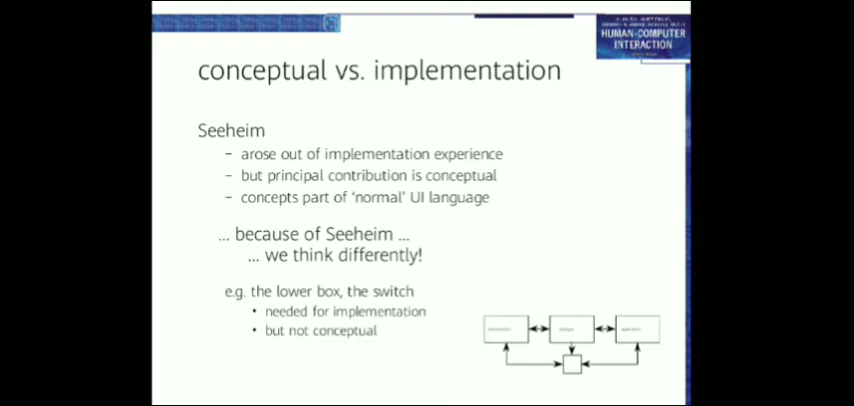 HUMAN-COMPUTER
INTERACTION
conceptual vs. implementation
Seeheim
– arose out of implementation experience
– but principal contribution is conceptual
– concepts part of ‘normal’ UI language
... because of Seeheim ...
... we think differently!
e.g. the lower box, the switch
• needed for implementation
• but not conceptual